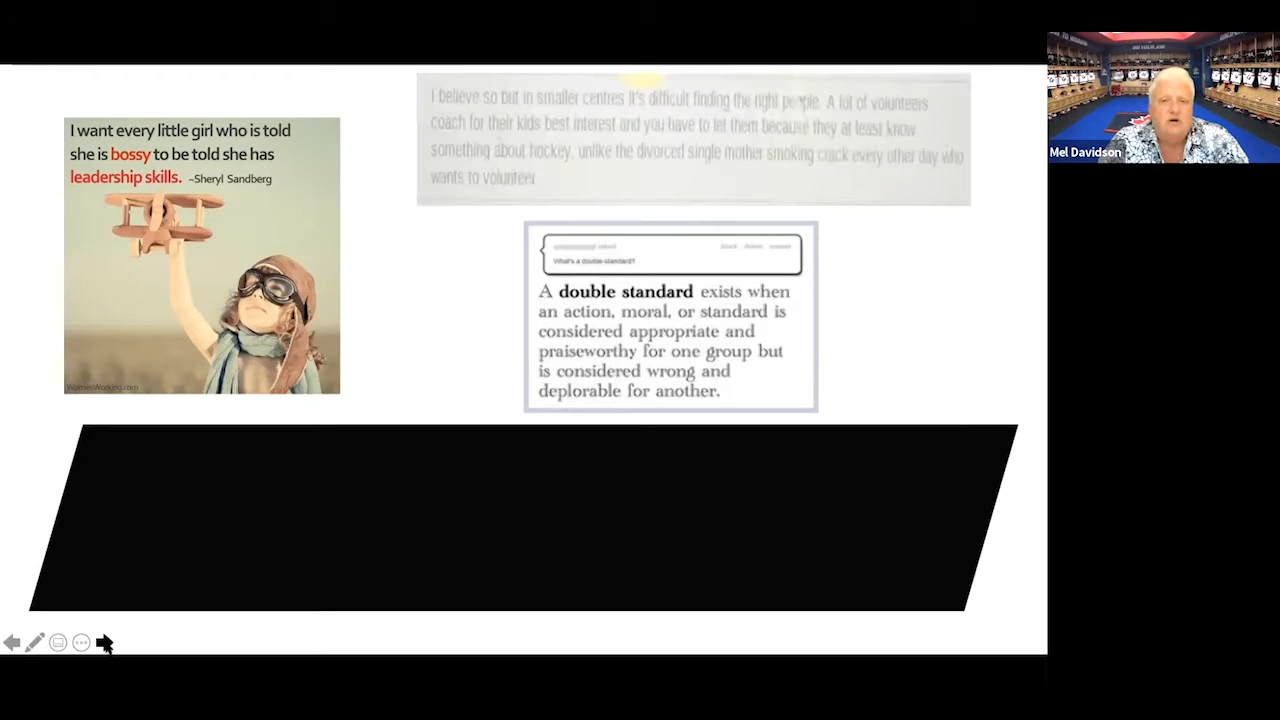 I want every little girl who is told
she is bossy to be told she has
leadership skills. ~Sheryl Sandberg
WomenWorking.com
I believe so but in smaller centres it's difficult finding the right people. A lot of volunteers
coach for their kids best interest and you have to let them because they at least know
something about hockey, unlike the divorced single mother smoking crack every other day who
wants to volunteer
What's a double-standard?
A double standard exists when
an action, moral, or standard is
considered appropriate and
praiseworthy for one group but
is considered wrong and
deplorable for another.
Mel Davidson